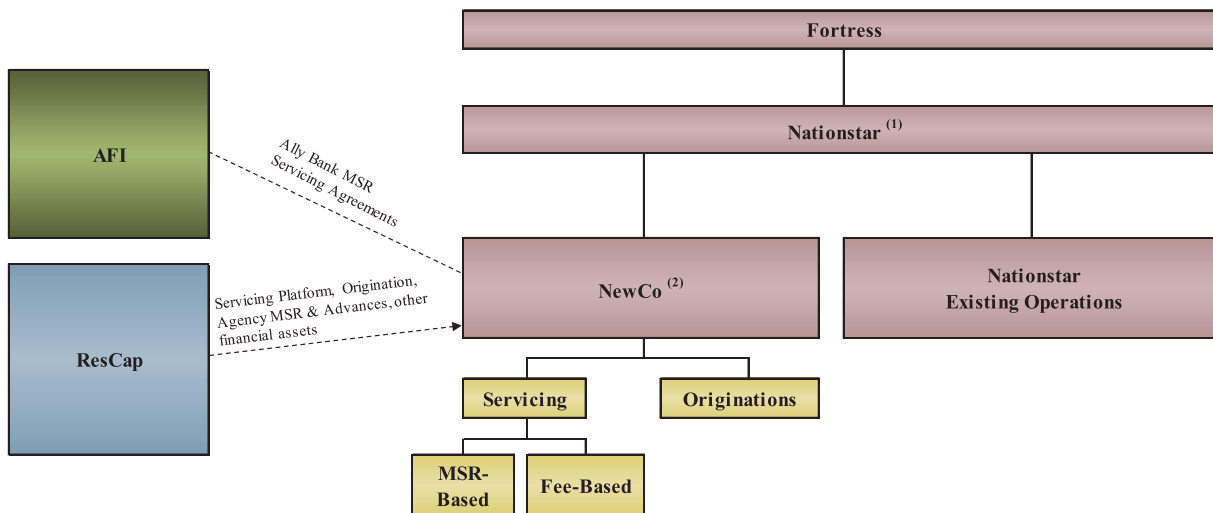 Fortress
Nationstar (1)
AFI
Ally Bank MSR
Servicing Agreements
NewCo (2)
Nationstar
Existing Operations
Servicing Platform, Origination,
Agency MSR & Advances, other
financial assets
ResCap
Servicing
Originations
MSR-
Based
Fee-Based